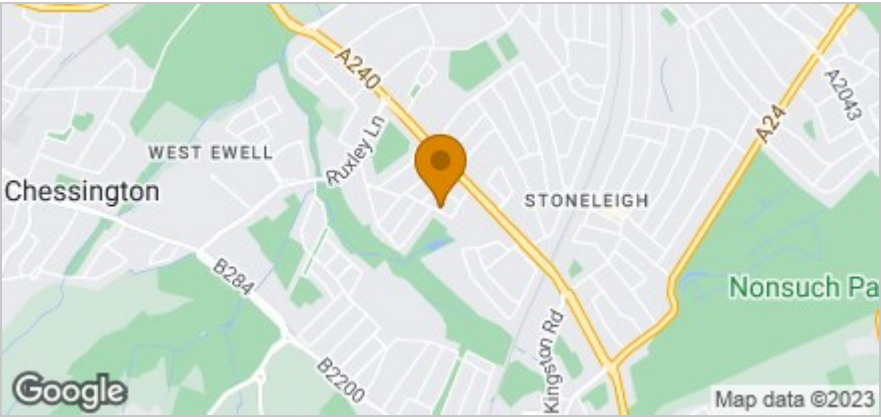 A240
A2043
A24
Ruxley Ln
WEST EWELL
Chessington
STONELEIGH
B284
Nonsuch Pa
Kingston Rd
B2200
Google
Map data ©2023